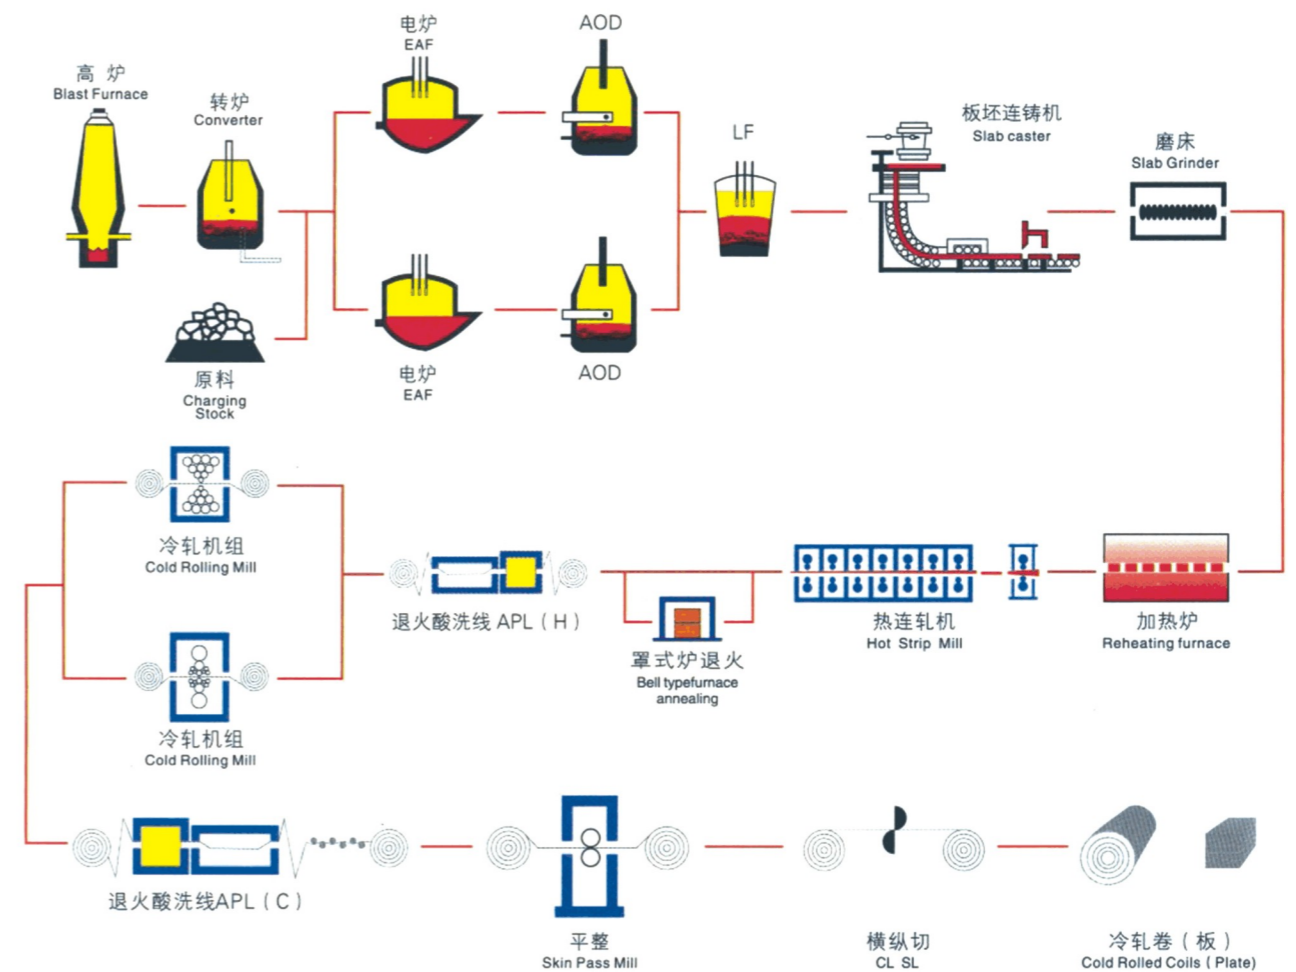 高 炉
Blast Furnace
转炉
Converter
电炉
EAF
AOD
LF
板坯连铸机
Slab caster
磨床
Slab Grinder
原料
Charging
Stock
电炉
EAF
AOD
冷轧机组
Cold Rolling Mill
退火酸洗线 APL ( H )
罩式炉退火
Bell typefurnace
annealing
热连轧机
Hot Strip Mill
加热炉
Reheating furnace
冷轧机组
Cold Rolling Mill
退火酸洗线APL ( C )
平整
Skin Pass Mill
横纵切
CL SL
冷轧卷 ( 板 )
Cold Rolled Coils ( Plate)